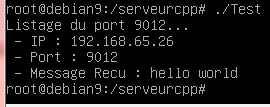 root@debian9:/serveurcpp# ./Test
Listage du port 9012...
- IP : 192.168.65.26
- Port : 9012
- Message Recu : hello world
root@debian9:/serveurcpp#